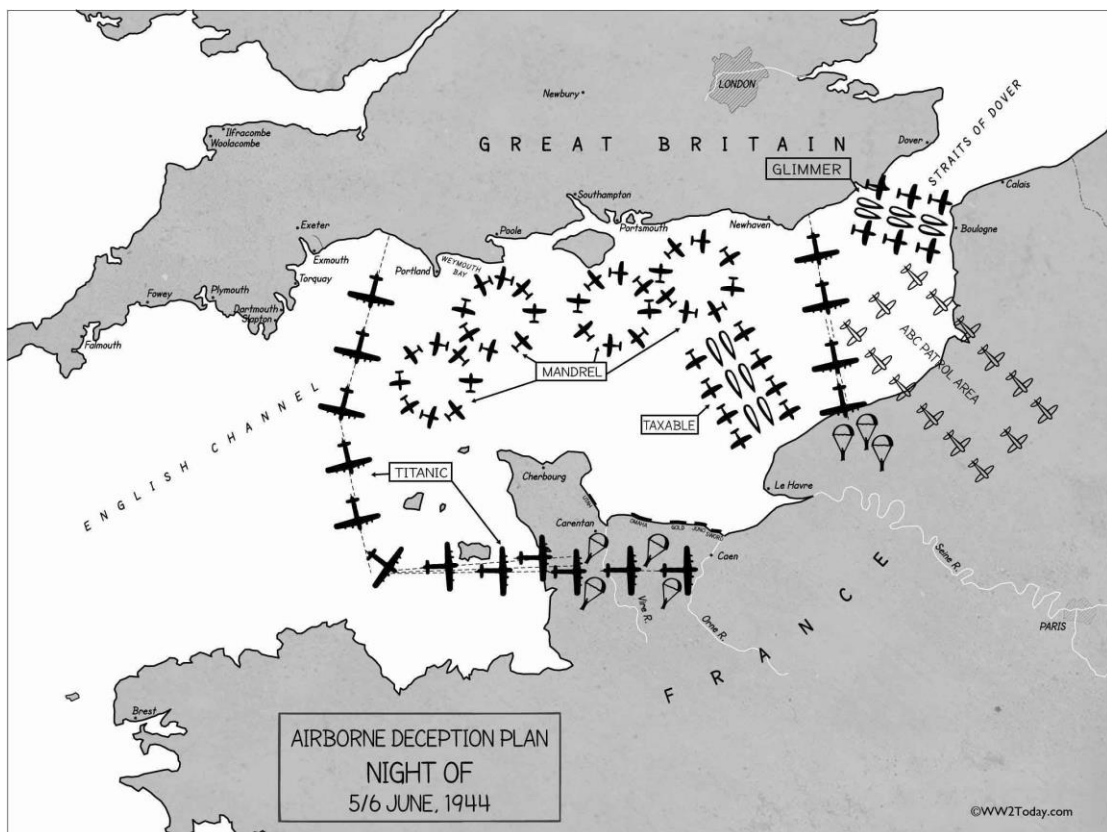 LONDON
Newbury
Ilfracombe
Woolacombe
GREAT BRITAIN
Dover
STRAITS OF DOVER
GLIMMER
Calais
Southampton
Portsmouth
Newhaven
Boulogne
Exeter
Exmouth
Poole
Portland
WEYMOUTH
BAY
Torquay
Plymouth
Fowey
Dartmouth
Slapton
Falmouth
MANDREL
ABC PATROL AREA
TAXABLE
ENGLISH CHANNEL
TITANIC
Cherbourg
Le Havre
UTAH
Carentan
OMAHA
GOLD
JUNO
SWORD
Caen
Seine R.
Vire R.
Orne R.
PARIS
FRANCE
Brest
AIRBORNE DECEPTION PLAN
NIGHT OF
5/6 JUNE, 1944
©WW2Today.com